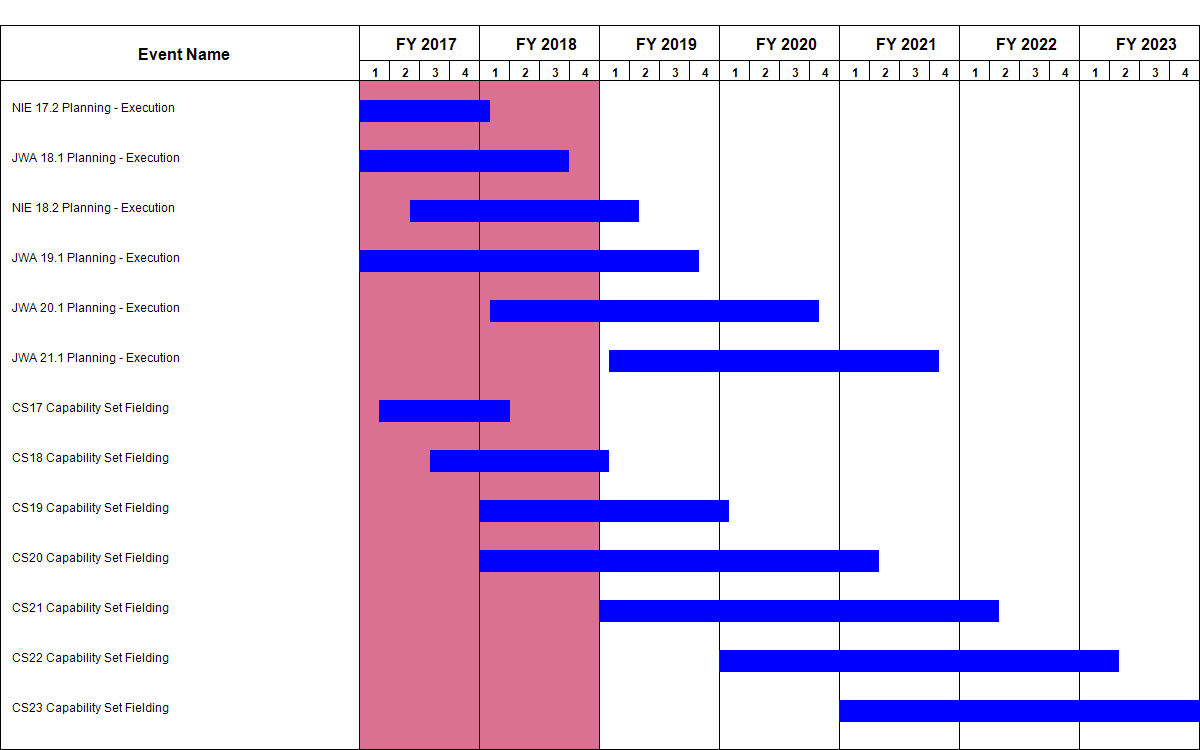 Event Name
FY 2017 FY 2018 FY 2019 FY 2020 FY 2021 FY 2022 FY 2023
1 2 3 4 1 2 3 4 1 2 3 4 1 2 3 4 1 2 3 4 1 2 3 4 1 2 3 4
NIE 17.2 Planning - Execution
JWA 18.1 Planning - Execution
NIE 18.2 Planning - Execution
JWA 19.1 Planning - Execution
JWA 20.1 Planning - Execution
JWA 21.1 Planning - Execution
CS17 Capability Set Fielding
CS18 Capability Set Fielding
CS19 Capability Set Fielding
CS20 Capability Set Fielding
CS21 Capability Set Fielding
CS22 Capability Set Fielding
CS23 Capability Set Fielding